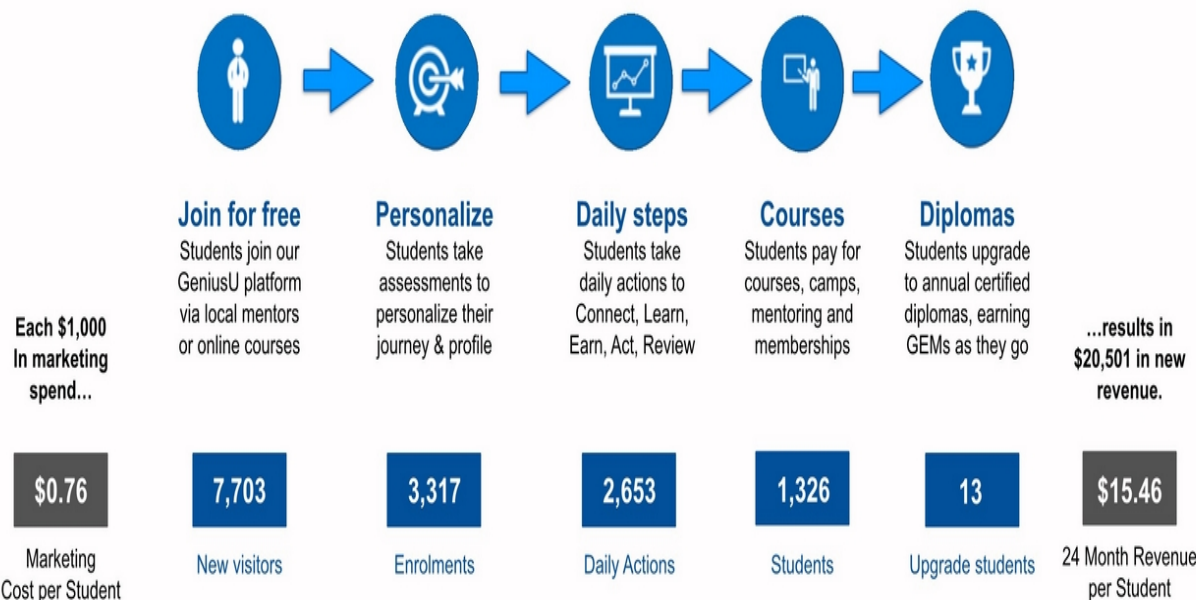 Join for free
Students join our
GeniusU platform
via local mentors
or online courses
Personalize
Students take
assessments to
personalize their
journey & profile
Daily steps
Students take
daily actions to
Connect, Learn,
Earn, Act, Review
Courses
Students pay for
courses, camps,
mentoring and
memberships
Diplomas
Students upgrade
to annual certified
diplomas, earning
GEMs as they go
Each $1,000
In marketing
spend...
...results in
$20,501 in new
revenue.
$0.76
Marketing
Cost per Student
7,703
New visitors
3,317
Enrolments
2,653
Daily Actions
1,326
Students
13
Upgrade students
$15.46
24 Month Revenue
per Student